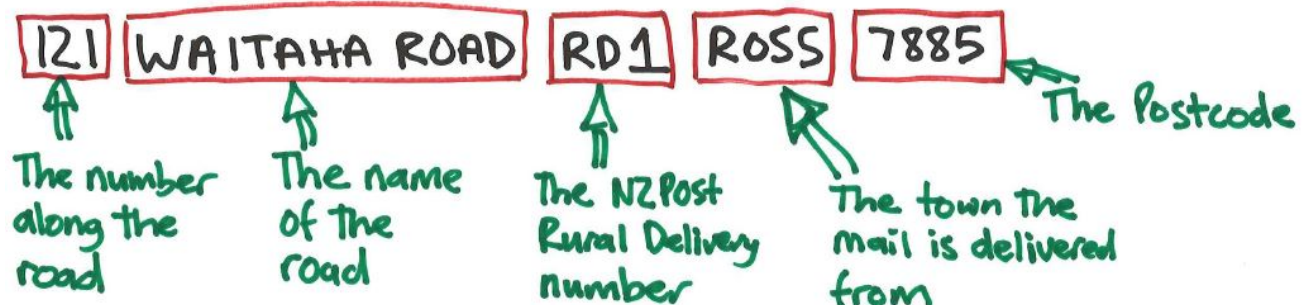 121 WAITAHA ROAD RD1 ROSS 7885
The Postcode
The number
along the
road
The name
of the
road
The NZPost
Rural Delivery
number
The town the
mail is delivered
from